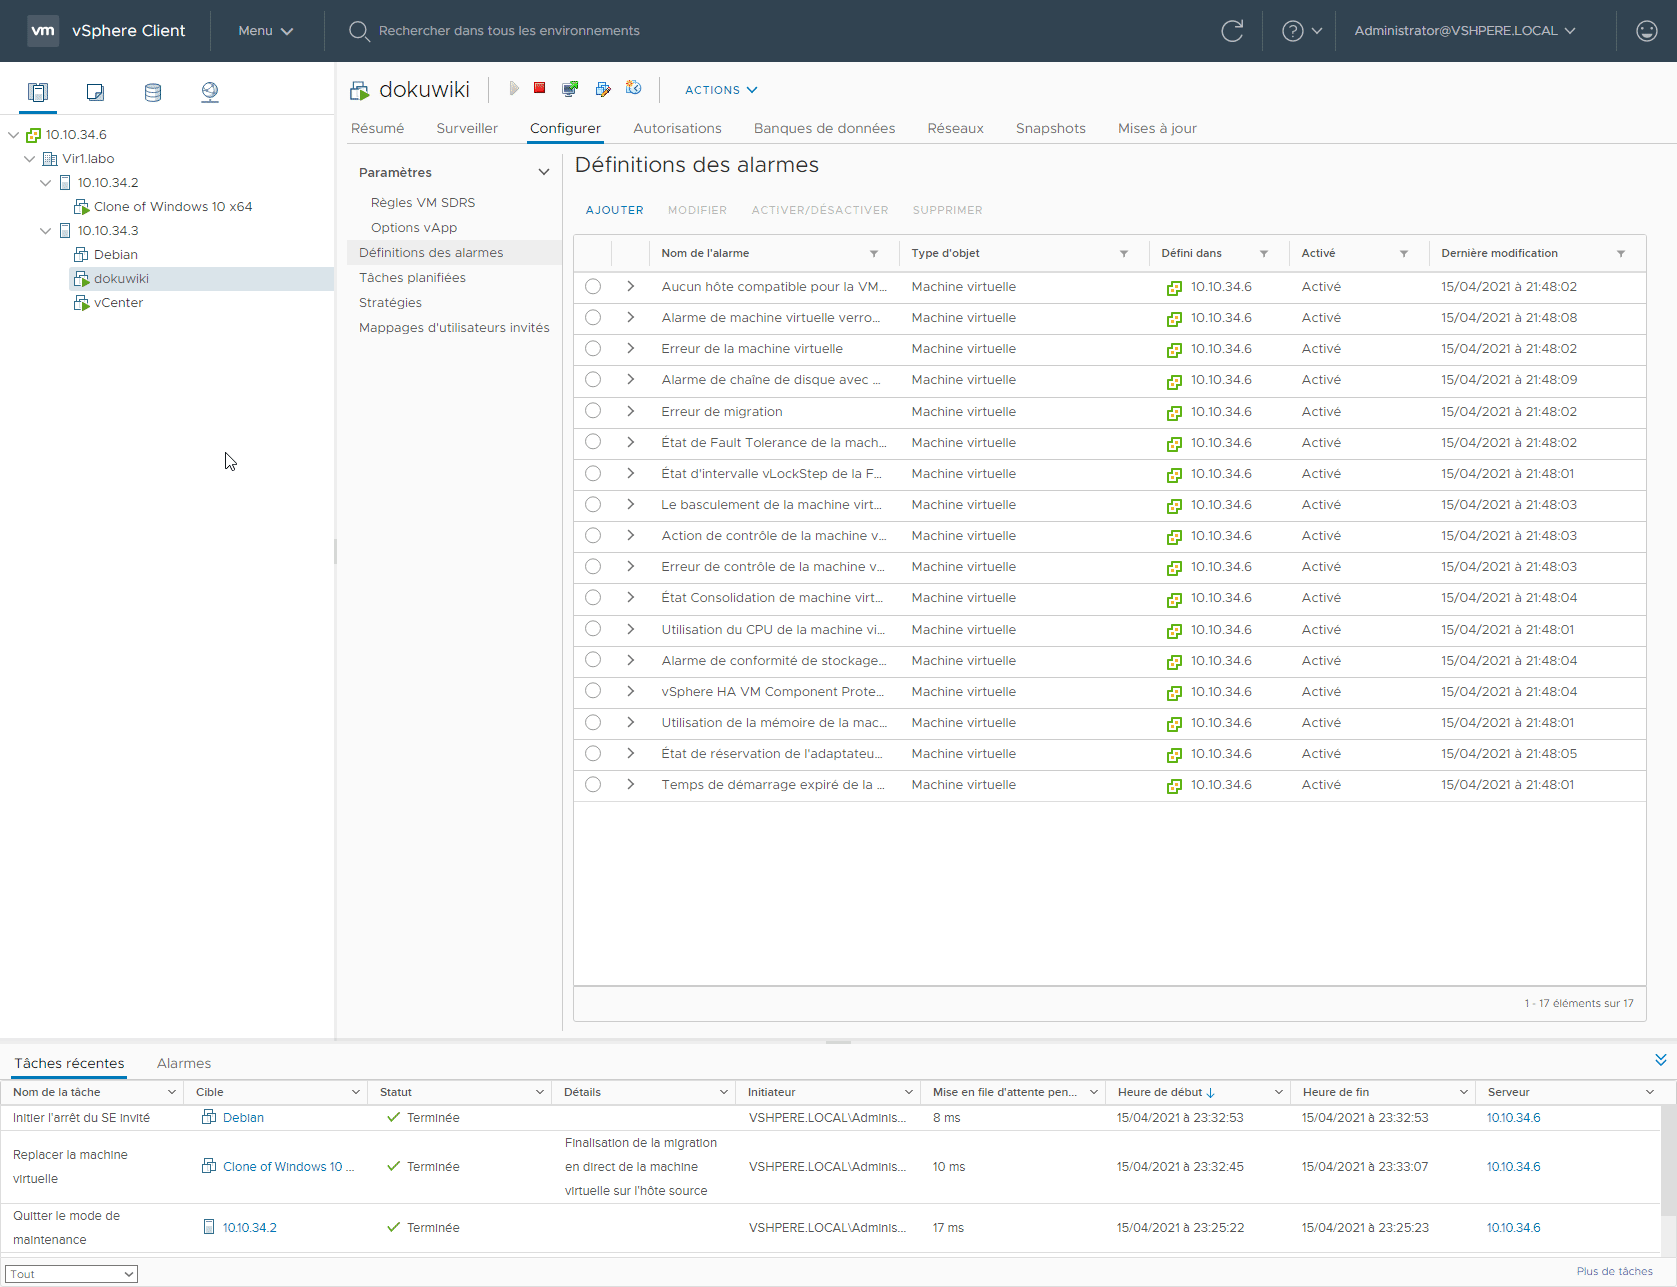 vm vSphere Client Menu Rechercher dans tous les environnements Administrator@VSHPERE.LOCAL
10.10.34.6
Vir1.labo
10.10.34.2
Clone of Windows 10 x64
10.10.34.3
Debian
dokuwiki
vCenter
dokuwiki ACTIONS
Résumé Surveiller Configurer Autorisations Banques de données Réseaux Snapshots Mises à jour
Paramètres
Règles VM SDRS
Options vApp
Définitions des alarmes
Tâches planifiées
Stratégies
Mappages d'utilisateurs invités
Définitions des alarmes
AJOUTER MODIFIER ACTIVER/DÉSACTIVER SUPPRIMER
Nom de l'alarme Type d'objet Défini dans Activé Dernière modification
Aucun hôte compatible pour la VM... Machine virtuelle 10.10.34.6 Activé 15/04/2021 à 21:48:02
Alarme de machine virtuelle verro... Machine virtuelle 10.10.34.6 Activé 15/04/2021 à 21:48:08
Erreur de la machine virtuelle Machine virtuelle 10.10.34.6 Activé 15/04/2021 à 21:48:02
Alarme de chaîne de disque avec ... Machine virtuelle 10.10.34.6 Activé 15/04/2021 à 21:48:09
Erreur de migration Machine virtuelle 10.10.34.6 Activé 15/04/2021 à 21:48:02
État de Fault Tolerance de la mach... Machine virtuelle 10.10.34.6 Activé 15/04/2021 à 21:48:02
État d'intervalle vLockStep de la F... Machine virtuelle 10.10.34.6 Activé 15/04/2021 à 21:48:01
Le basculement de la machine virt... Machine virtuelle 10.10.34.6 Activé 15/04/2021 à 21:48:03
Action de contrôle de la machine v... Machine virtuelle 10.10.34.6 Activé 15/04/2021 à 21:48:03
Erreur de contrôle de la machine v... Machine virtuelle 10.10.34.6 Activé 15/04/2021 à 21:48:03
État Consolidation de machine virt... Machine virtuelle 10.10.34.6 Activé 15/04/2021 à 21:48:04
Utilisation du CPU de la machine vi... Machine virtuelle 10.10.34.6 Activé 15/04/2021 à 21:48:01
Alarme de conformité de stockage... Machine virtuelle 10.10.34.6 Activé 15/04/2021 à 21:48:04
vSphere HA VM Component Prote... Machine virtuelle 10.10.34.6 Activé 15/04/2021 à 21:48:04
Utilisation de la mémoire de la mac... Machine virtuelle 10.10.34.6 Activé 15/04/2021 à 21:48:01
État de réservation de l'adaptateu... Machine virtuelle 10.10.34.6 Activé 15/04/2021 à 21:48:05
Temps de démarrage expiré de la ... Machine virtuelle 10.10.34.6 Activé 15/04/2021 à 21:48:01
1 - 17 éléments sur 17
Tâches récentes Alarmes
Nom de la tâche Cible Statut Détails Initiateur Mise en file d'attente pen... Heure de début Heure de fin Serveur
Initier l'arrêt du SE invité Debian Terminée VSHPERE.LOCAL\Adminis... 8 ms 15/04/2021 à 23:32:53 15/04/2021 à 23:32:53 10.10.34.6
Replacer la machine
virtuelle
Clone of Windows 10 ... Terminée
Finalisation de la migration
en direct de la machine
virtuelle sur l'hôte source
VSHPERE.LOCAL\Adminis... 10 ms 15/04/2021 à 23:32:45 15/04/2021 à 23:33:07 10.10.34.6
Quitter le mode de
maintenance
10.10.34.2 Terminée VSHPERE.LOCAL\Adminis... 17 ms 15/04/2021 à 23:25:22 15/04/2021 à 23:25:23 10.10.34.6
Tout Plus de tâches